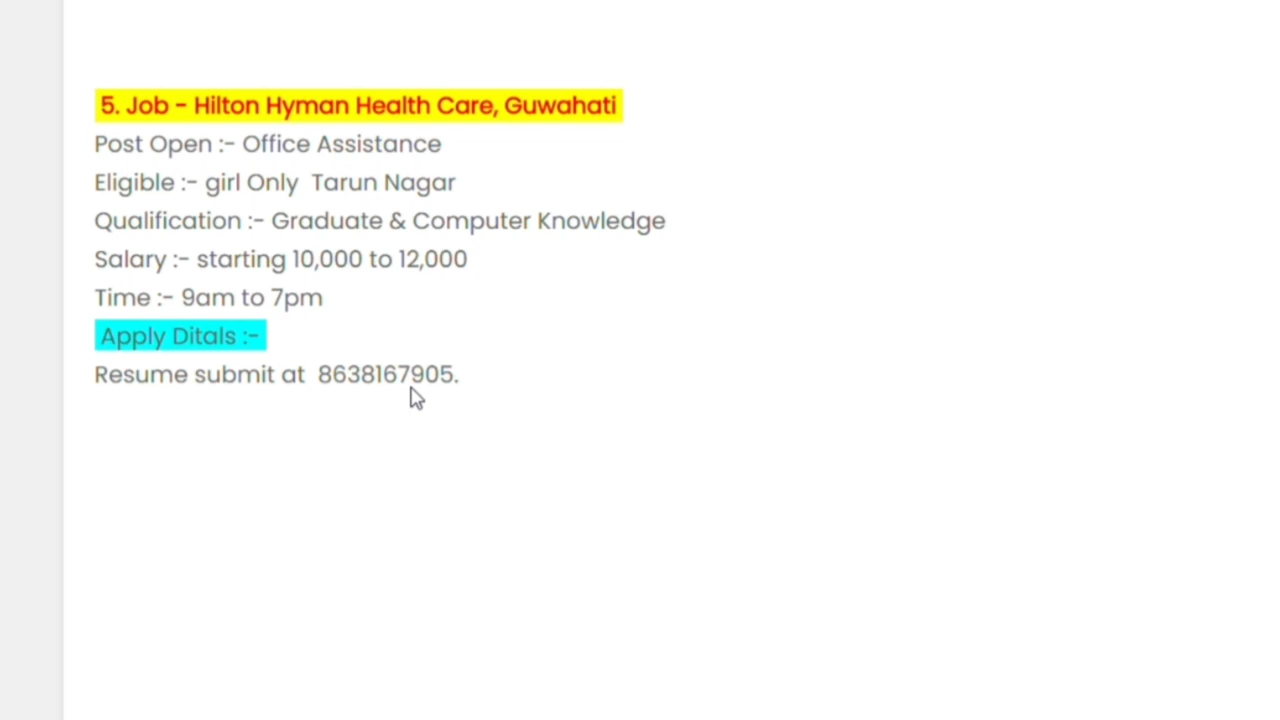 5. Job - Hilton Hyman Health Care, Guwahati
Post Open :- Office Assistance
Eligible :- girl Only  Tarun Nagar
Qualification :- Graduate & Computer Knowledge
Salary :- starting 10,000 to 12,000
Time :- 9am to 7pm
Apply Ditals :-
Resume submit at  8638167905.